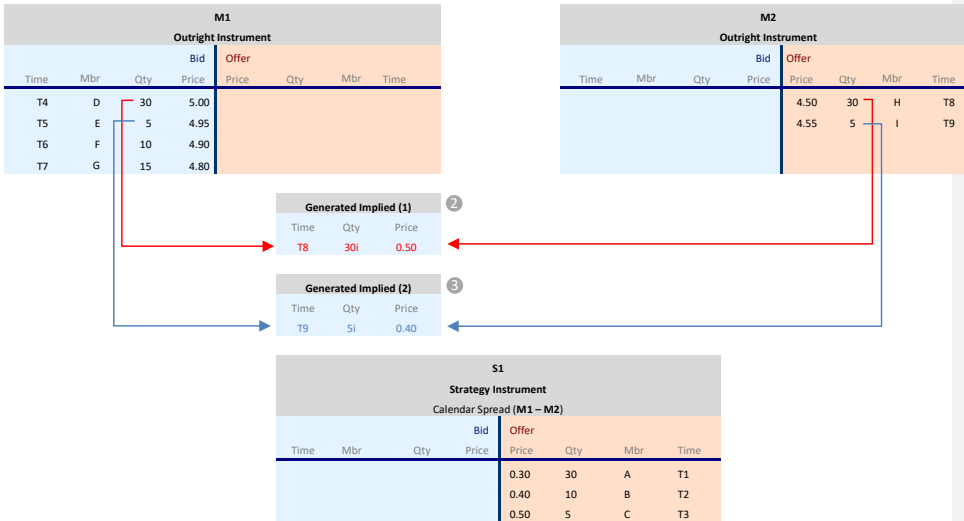 M1
Outright Instrument
Bid Offer
Time Mbr Qty Price Price Qty Mbr Time
T4 D 30 5.00
T5 E 5 4.95
T6 F 10 4.90
T7 G 15 4.80
M2
Outright Instrument
Bid Offer
Time Mbr Qty Price Price Qty Mbr Time
4.50 30 H T8
4.55 5 I T9
Generated Implied (1) 2
Time Qty Price
T8 30i 0.50
Generated Implied (2) 3
Time Qty Price
T9 5i 0.40
S1
Strategy Instrument
Calendar Spread (M1 – M2)
Bid Offer
Time Mbr Qty Price Price Qty Mbr Time
0.30 30 A T1
0.40 10 B T2
0.50 5 C T3